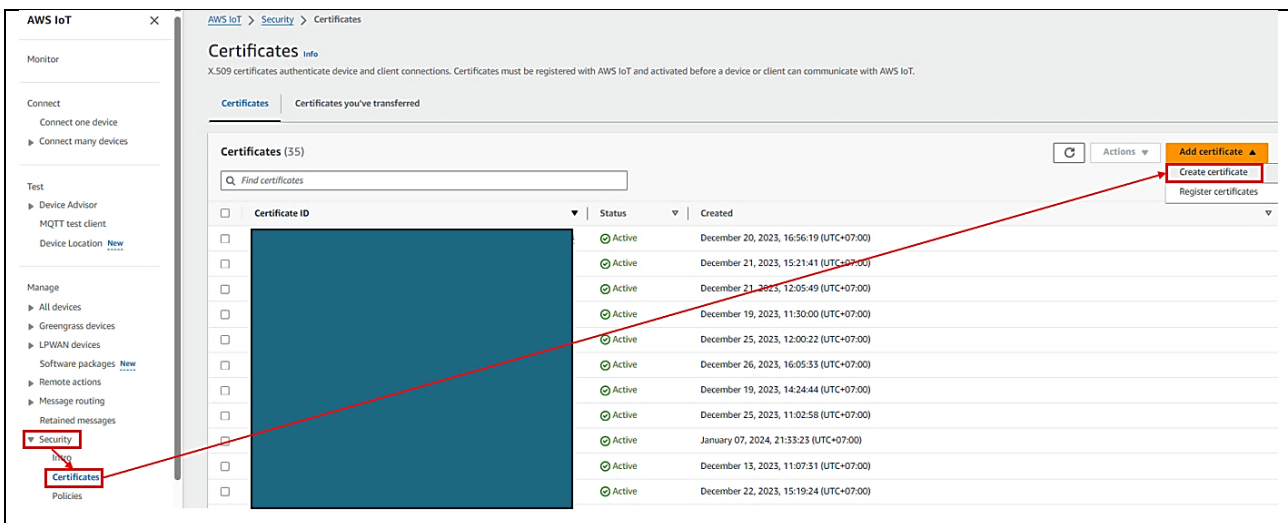 AWS IoT
Monitor
Connect
Connect one device
Connect many devices
Test
Device Advisor
MQTT test client
Device Location New
Manage
All devices
Greengrass devices
LPWAN devices
Software packages New
Remote actions
Message routing
Retained messages
Security
Intro
Certificates
Policies
AWS IoT > Security > Certificates
Certificates Info
X.509 certificates authenticate device and client connections. Certificates must be registered with AWS IoT and activated before a device or client can communicate with AWS IoT.
Certificates Certificates you've transferred
Certificates (35)
Actions Add certificate
Create certificate
Register certificates
Find certificates
Certificate ID Status Created
Active December 20, 2023, 16:56:19 (UTC+07:00)
Active December 21, 2023, 15:21:41 (UTC+07:00)
Active December 21, 2023, 12:05:49 (UTC+07:00)
Active December 19, 2023, 11:30:00 (UTC+07:00)
Active December 25, 2023, 12:00:22 (UTC+07:00)
Active December 26, 2023, 16:05:33 (UTC+07:00)
Active December 19, 2023, 14:24:44 (UTC+07:00)
Active December 25, 2023, 11:02:58 (UTC+07:00)
Active January 07, 2024, 21:33:23 (UTC+07:00)
Active December 13, 2023, 11:07:31 (UTC+07:00)
Active December 22, 2023, 15:19:24 (UTC+07:00)